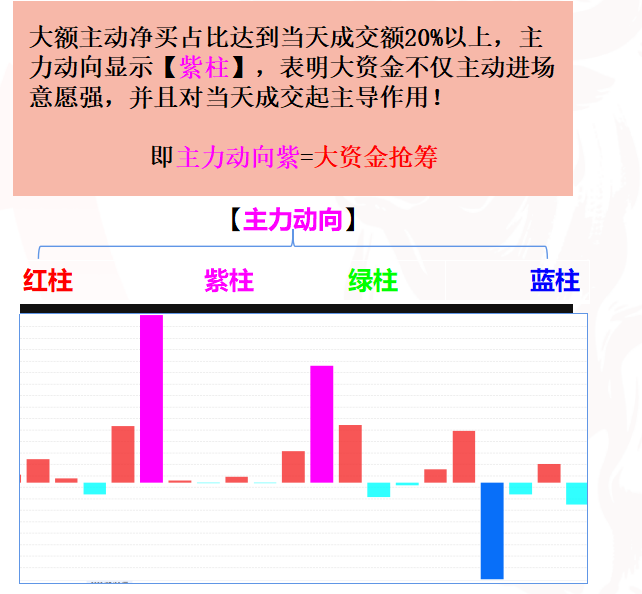 大额主动净买占比达到当天成交额20%以上，主
力动向显示【紫柱】，表明大资金不仅主动进场
意愿强，并且对当天成交起主导作用！
即主力动向紫=大资金抢筹
【主力动向】
红柱 紫柱 绿柱 蓝柱